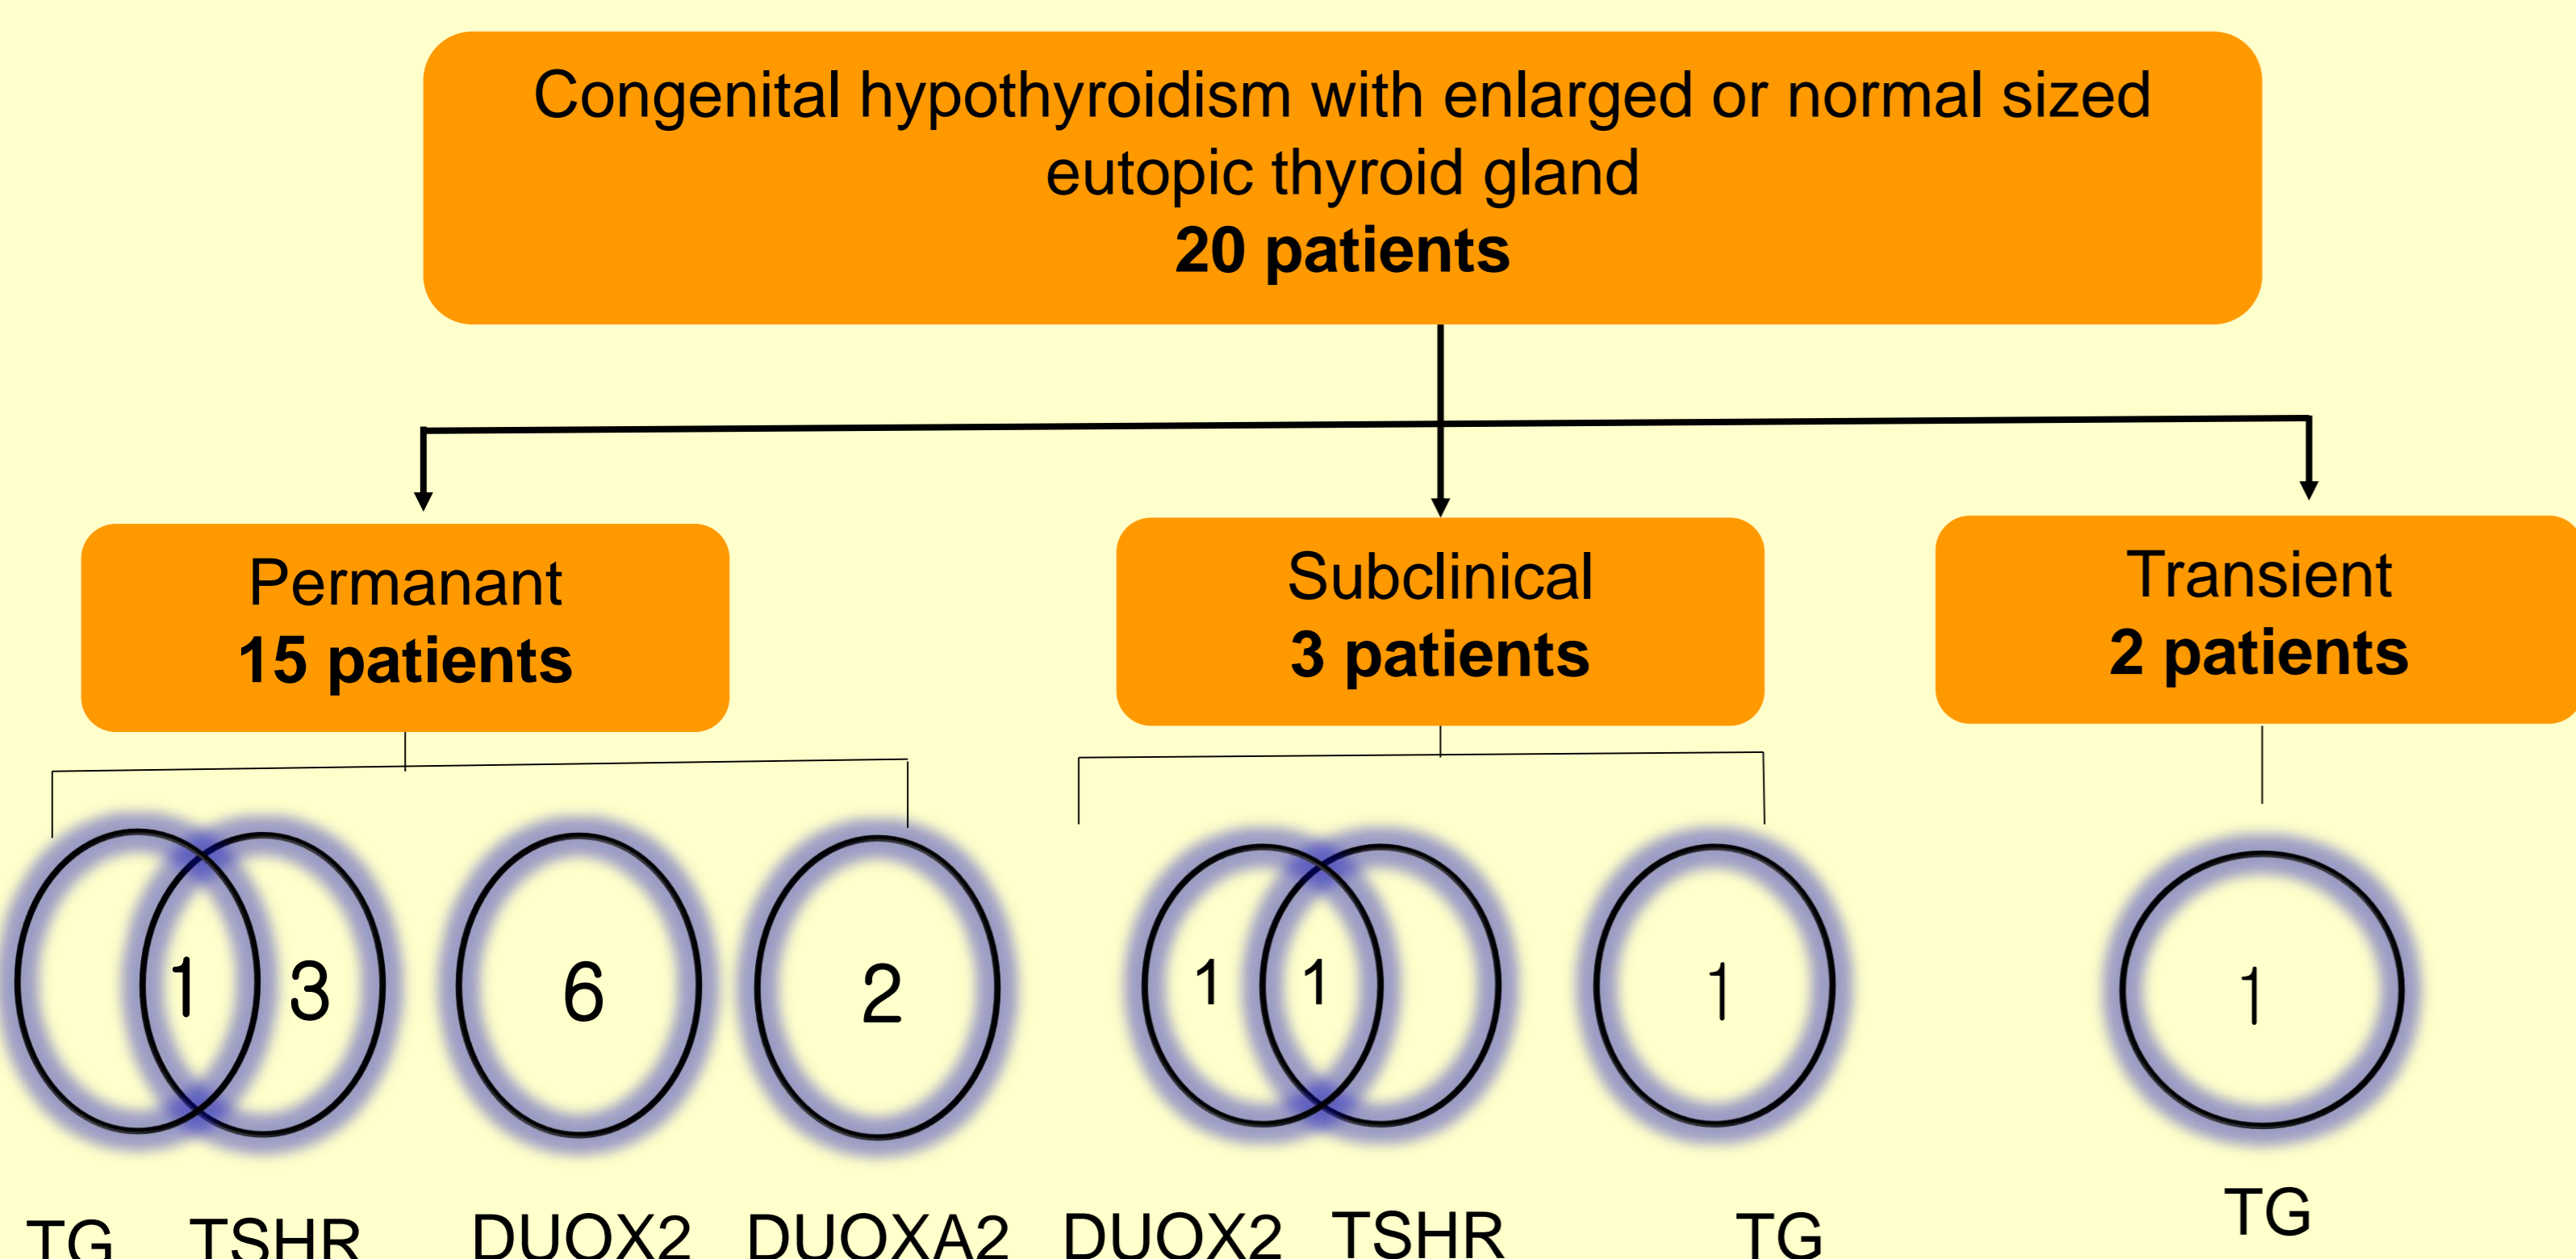 Congenital hypothyroidism with enlarged or normal sized
eutopic thyroid gland
20 patients
Permanant
15 patients
Subclinical
3 patients
Transient
2 patients
1 3 6 2 1 1 1 1
TG TSHR DUOX2 DUOXA2 DUOX2 TSHR TG TG